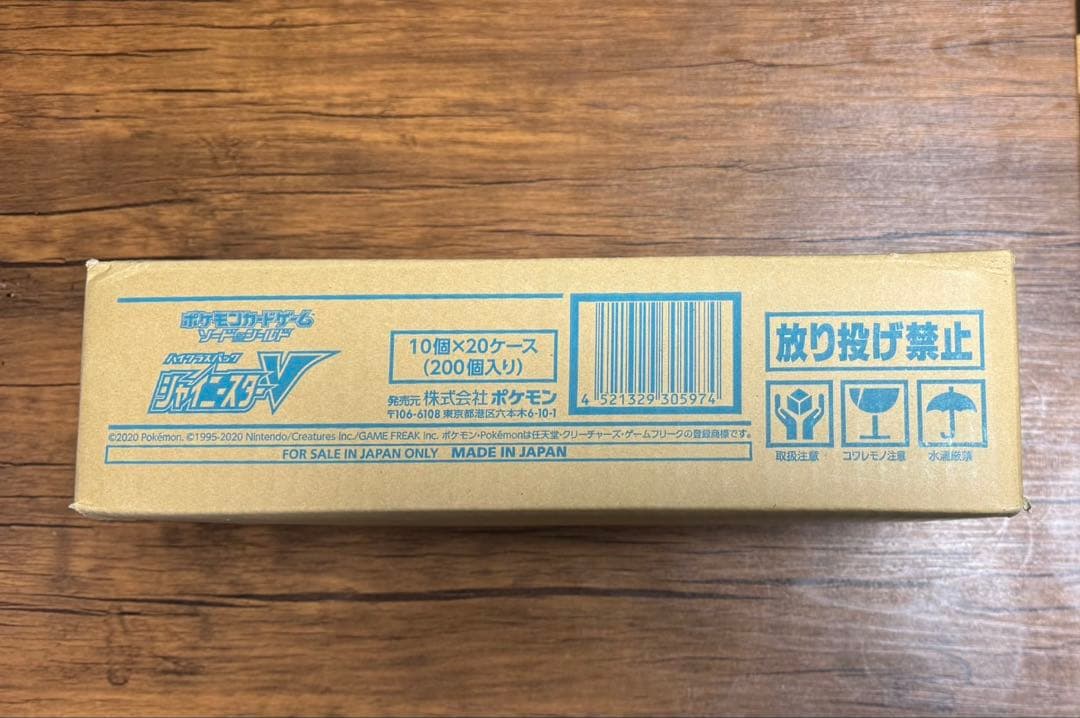 ポケモンカードゲーム
ソード&シールド
ハイクラスパック
シャイニースターV
10個×20ケース
(200個入り)
発売元 株式会社 ポケモン
〒106-6108 東京都港区六本木6-10-1
4 521329 305974
放り投げ禁止
取扱注意 コワレモノ注意 水濡厳禁
©2020 Pokémon. ©1995-2020 Nintendo/Creatures Inc./GAME FREAK inc. ポケモン・Pokémonは任天堂・クリーチャーズ・ゲームフリークの登録商標です。
FOR SALE IN JAPAN ONLY MADE IN JAPAN